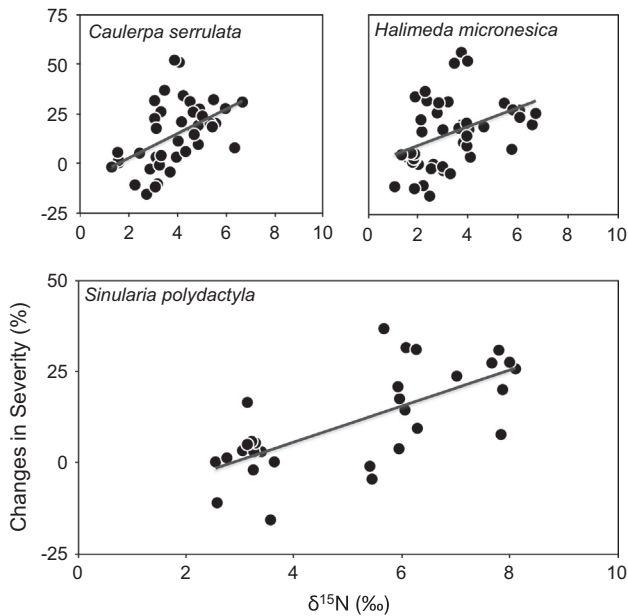 75
50
25
0
-25
Caulerpa serrulata
0 2 4 6 8 10
Halimeda micronesica
0 2 4 6 8 10
Changes in Severity (%)
50
25
0
-25
Sinularia polydactyla
0 2 4 6 8 10
δ¹⁵N (‰)